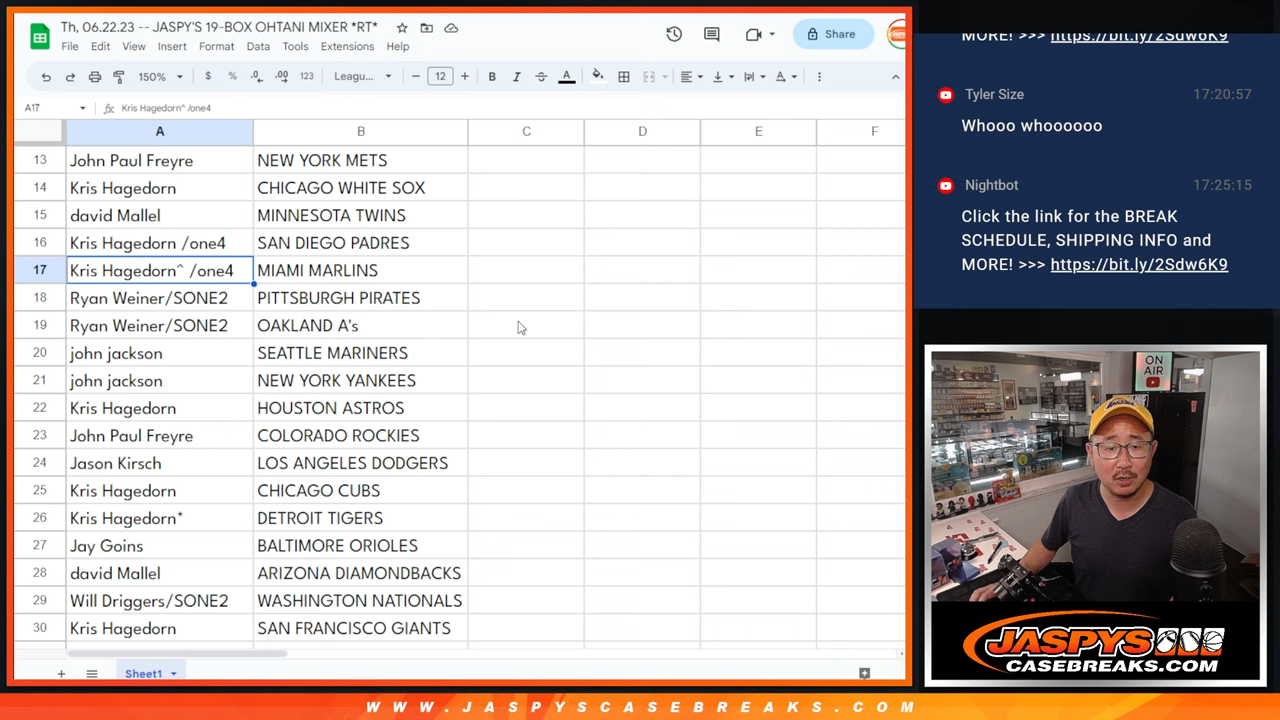 Th, 06.22.23 -- JASPY'S 19-BOX OHTANI MIXER *RT*
File Edit View Insert Format Data Tools Extensions Help
Share
150% $ % .0 .00 123 Leagu... 12 B I A
A17 fx Kris Hagedorn^ /one4
A B C D E F
13 John Paul Freyre NEW YORK METS
14 Kris Hagedorn CHICAGO WHITE SOX
15 david Mallel MINNESOTA TWINS
16 Kris Hagedorn /one4 SAN DIEGO PADRES
17 Kris Hagedorn^ /one4 MIAMI MARLINS
18 Ryan Weiner/SONE2 PITTSBURGH PIRATES
19 Ryan Weiner/SONE2 OAKLAND A's
20 john jackson SEATTLE MARINERS
21 john jackson NEW YORK YANKEES
22 Kris Hagedorn HOUSTON ASTROS
23 John Paul Freyre COLORADO ROCKIES
24 Jason Kirsch LOS ANGELES DODGERS
25 Kris Hagedorn CHICAGO CUBS
26 Kris Hagedorn* DETROIT TIGERS
27 Jay Goins BALTIMORE ORIOLES
28 david Mallel ARIZONA DIAMONDBACKS
29 Will Driggers/SONE2 WASHINGTON NATIONALS
30 Kris Hagedorn SAN FRANCISCO GIANTS
Sheet1
MORE! >>> https://bit.ly/2Sdw6K9
Tyler Size 17:20:57
Whooo whoooooo
Nightbot 17:25:15
Click the link for the BREAK
SCHEDULE, SHIPPING INFO and
MORE! >>> https://bit.ly/2Sdw6K9
ON
AIR
JASPYS
CASEBREAKS.COM
WWW.JASPYSCASEBREAKS.COM